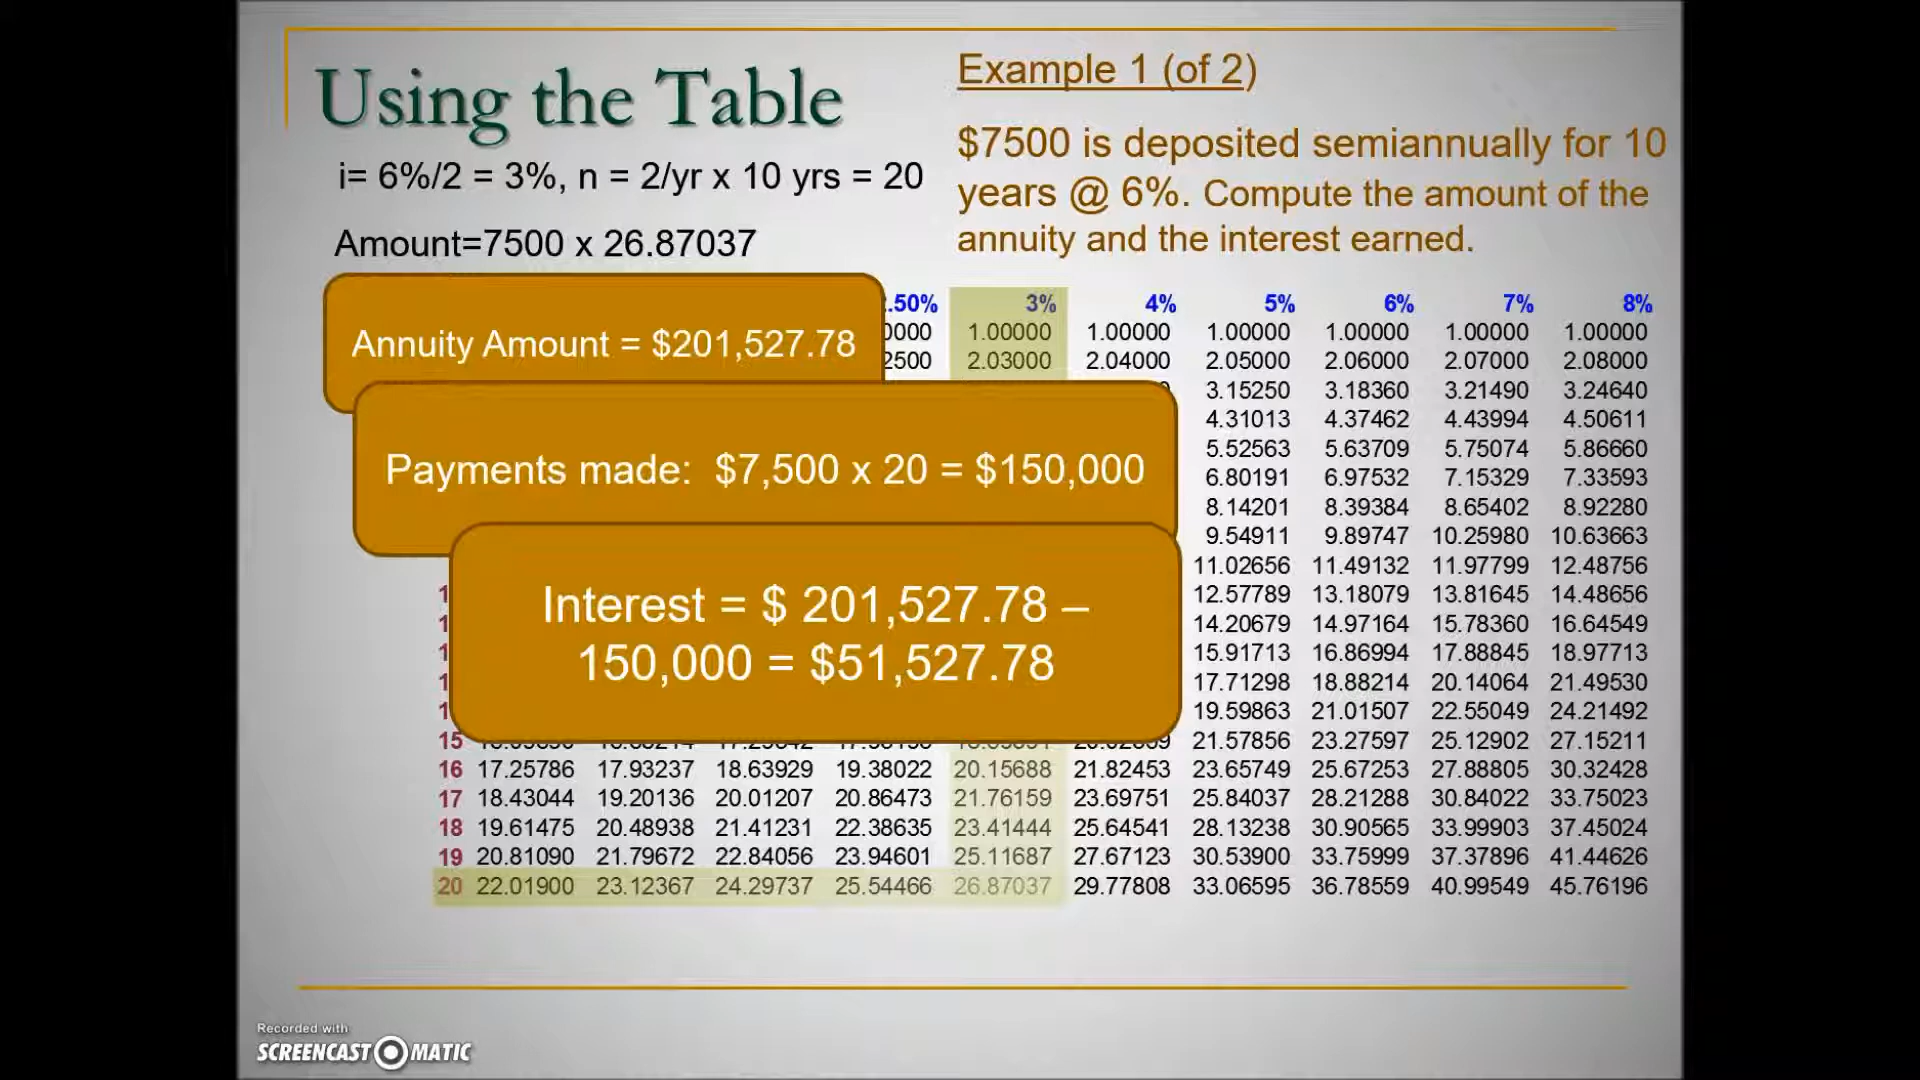 Using the Table
i= 6%/2 = 3%, n = 2/yr x 10 yrs = 20
Amount=7500 x 26.87037
Example 1 (of 2)
$7500 is deposited semiannually for 10
years @ 6%. Compute the amount of the
annuity and the interest earned.
Annuity Amount = $201,527.78
Payments made: $7,500 x 20 = $150,000
Interest = $ 201,527.78 –
150,000 = $51,527.78
.50% 3% 4% 5% 6% 7% 8%
0000 1.00000 1.00000 1.00000 1.00000 1.00000 1.00000
2500 2.03000 2.04000 2.05000 2.06000 2.07000 2.08000
3.15250 3.18360 3.21490 3.24640
4.31013 4.37462 4.43994 4.50611
5.52563 5.63709 5.75074 5.86660
6.80191 6.97532 7.15329 7.33593
8.14201 8.39384 8.65402 8.92280
9.54911 9.89747 10.25980 10.63663
11.02656 11.49132 11.97799 12.48756
1 12.57789 13.18079 13.81645 14.48656
1 14.20679 14.97164 15.78360 16.64549
1 15.91713 16.86994 17.88845 18.97713
1 17.71298 18.88214 20.14064 21.49530
1 19.59863 21.01507 22.55049 24.21492
15 21.57856 23.27597 25.12902 27.15211
16 17.25786 17.93237 18.63929 19.38022 20.15688 21.82453 23.65749 25.67253 27.88805 30.32428
17 18.43044 19.20136 20.01207 20.86473 21.76159 23.69751 25.84037 28.21288 30.84022 33.75023
18 19.61475 20.48938 21.41231 22.38635 23.41444 25.64541 28.13238 30.90565 33.99903 37.45024
19 20.81090 21.79672 22.84056 23.94601 25.11687 27.67123 30.53900 33.75999 37.37896 41.44626
20 22.01900 23.12367 24.29737 25.54466 26.87037 29.77808 33.06595 36.78559 40.99549 45.76196
Recorded with
SCREENCAST MATIC